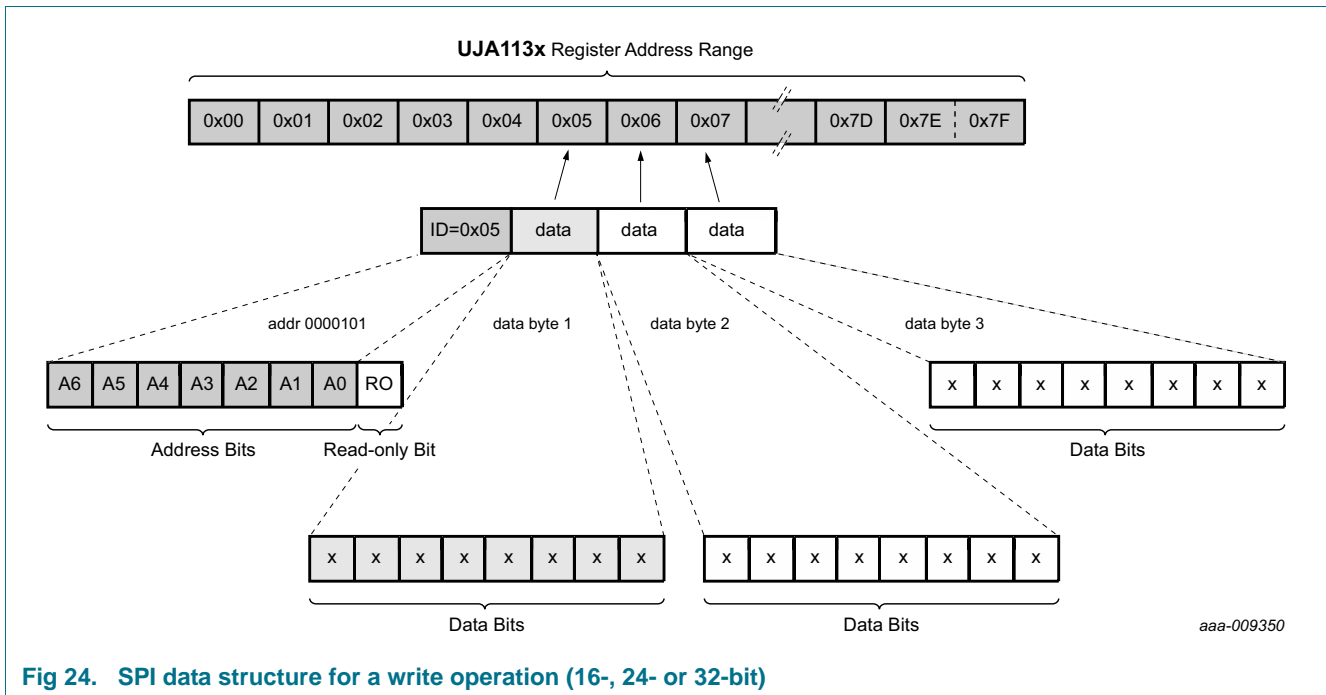 UJA113x Register Address Range
0x00 0x01 0x02 0x03 0x04 0x05 0x06 0x07 0x7D 0x7E 0x7F
ID=0x05 data data data
addr 0000101 data byte 1 data byte 2 data byte 3
A6 A5 A4 A3 A2 A1 A0 RO x x x x x x x x
Address Bits Read-only Bit Data Bits
x x x x x x x x x x x x x x x x
Data Bits Data Bits aaa-009350
Fig 24. SPI data structure for a write operation (16-, 24- or 32-bit)